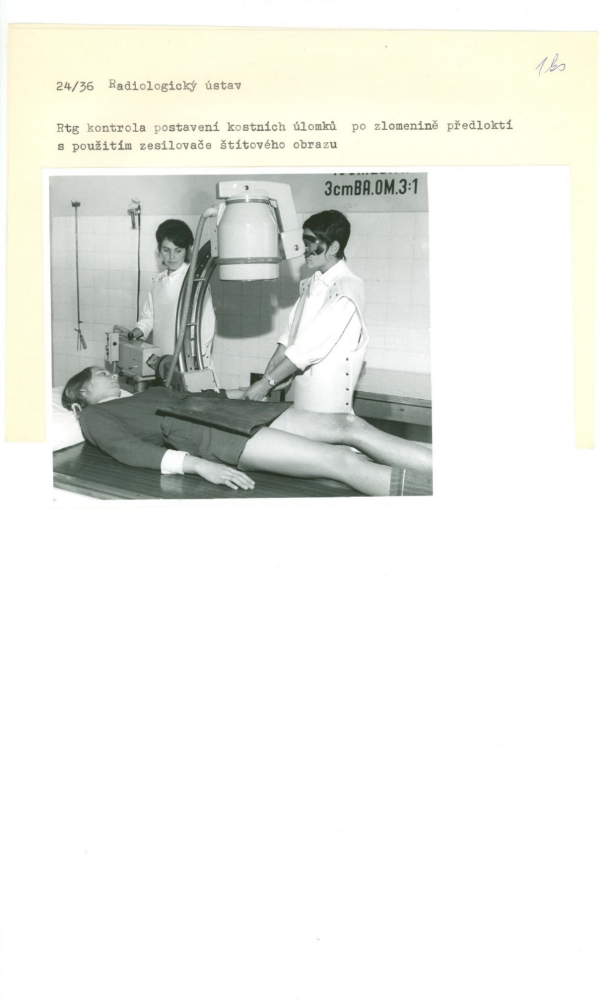 1 ks
24/36 Radiologický ústav
Rtg kontrola postavení kostních úlomků po zlomenině předloktí
s použitím zesilovače štítového obrazu
3cmBA.OM.3:1